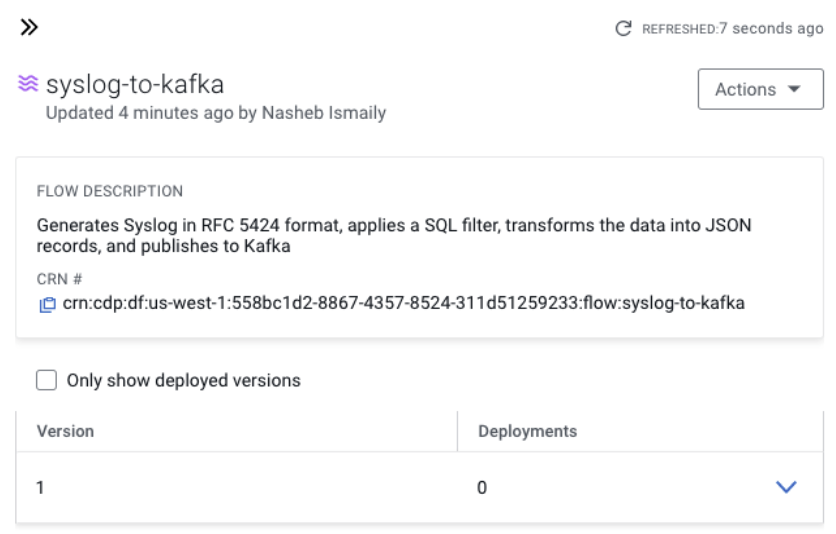 REFRESHED:7 seconds ago
syslog-to-kafka
Actions
Updated 4 minutes ago by Nasheb Ismaily
FLOW DESCRIPTION
Generates Syslog in RFC 5424 format, applies a SQL filter, transforms the data into JSON
records, and publishes to Kafka
CRN #
crn:cdp:df:us-west-1:558bc1d2-8867-4357-8524-311d51259233:flow:syslog-to-kafka
Only show deployed versions
Version Deployments
1 0